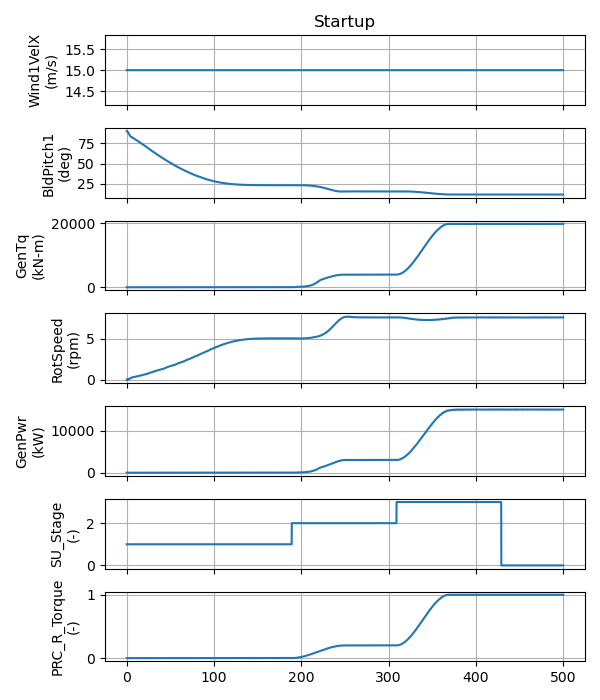 Startup
Wind1VelX
(m/s)
15.5
15.0
14.5
BldPitch1
(deg)
75
50
25
GenTq
(kN-m)
20000
0
RotSpeed
(rpm)
5
0
GenPwr
(kW)
10000
0
SU_Stage
(-)
2
0
PRC_R_Torque
(-)
1
0
0 100 200 300 400 500